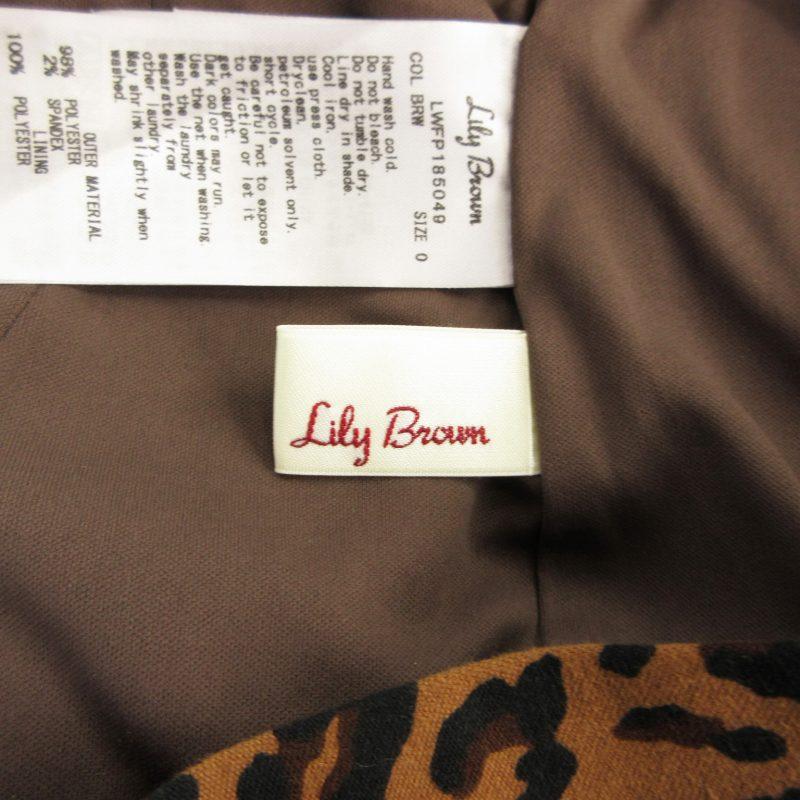 Lily Brown
LWFP185049
COL BRW SIZE 0
Hand wash cold.
Do not bleach.
Do not tumble dry.
Line dry in shade.
Cool iron.
use press cloth.
Dryclean.
petroleum solvent only.
short cycle.
Be careful not to expose
to friction or let it
get caught.
Dark colors may run.
Use the net when washing.
Wash the laundry
separately from
other laundry.
May shrink slightly when
washed.
OUTER MATERIAL
98% POLYESTER
2% SPANDEX
LINING
100% POLYESTER
Lily Brown